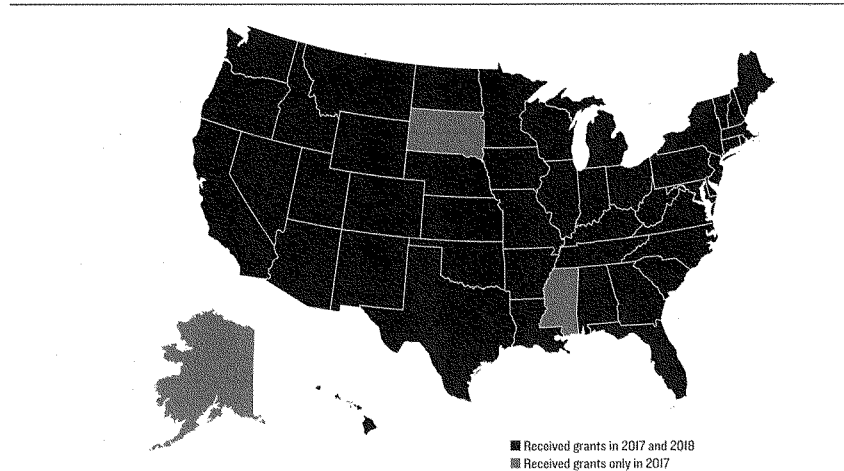 Received grants in 2017 and 2018
Received grants only in 2017